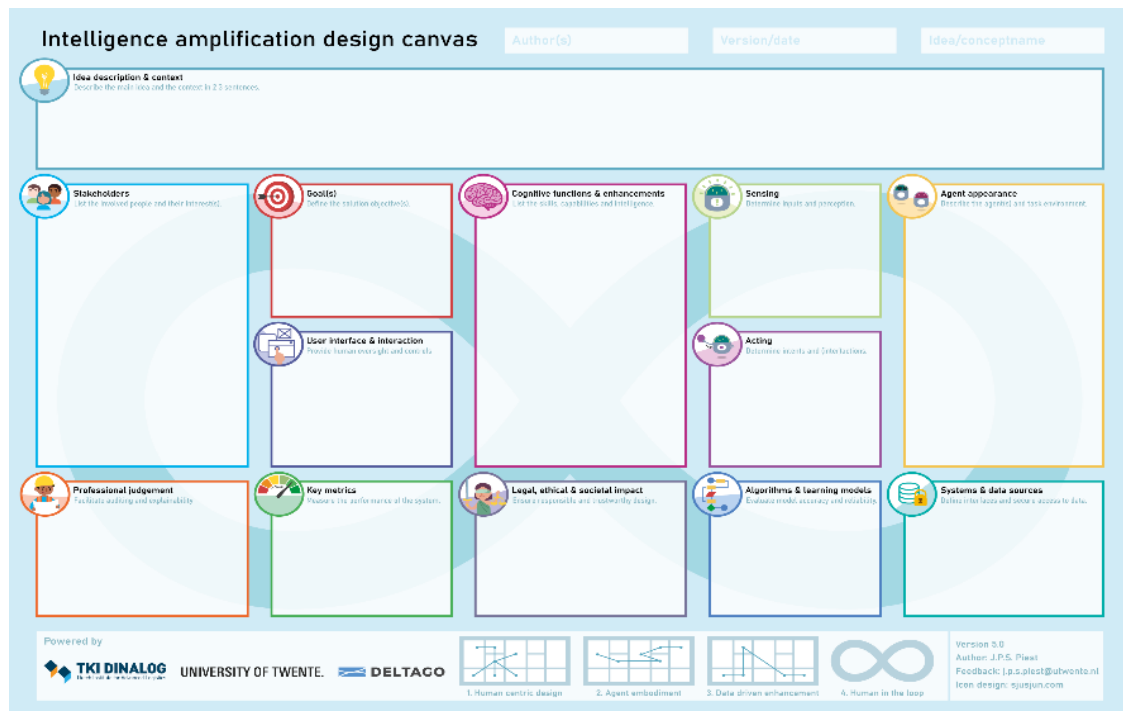 Intelligence amplification design canvas
Author(s)
Version/date
Idea/conceptname
Idea description & context
Describe the main idea and the context in 2-3 sentences.
Stakeholders
List the involved people and their interest(s).
Goal(s)
Define the solution objective(s).
Cognitive functions & enhancements
List the skills, capabilities and intelligence.
Sensing
Determine inputs and perception.
Agent appearance
Describe the agent(s) and task environment.
User interface & interaction
Provide human oversight and controls
Acting
Determine intents and (inter)actions.
Professional judgement
Facilitate auditing and explainability
Key metrics
Measure the performance of the system.
Legal, ethical & societal impact
Ensure responsible and trustworthy design.
Algorithms & learning models
Evaluate model accuracy and reliability.
Systems & data sources
Define interfaces and secure access to data.
Powered by
TKI DINALOG
UNIVERSITY OF TWENTE.
DELTAGO
1. Human centric design
2. Agent embodiment
3. Data driven enhancement
4. Human in the loop
Version 5.0
Author: J.P.S. Piest
Feedback: j.p.s.piest@utwente.nl
Icon design: sjusjun.com